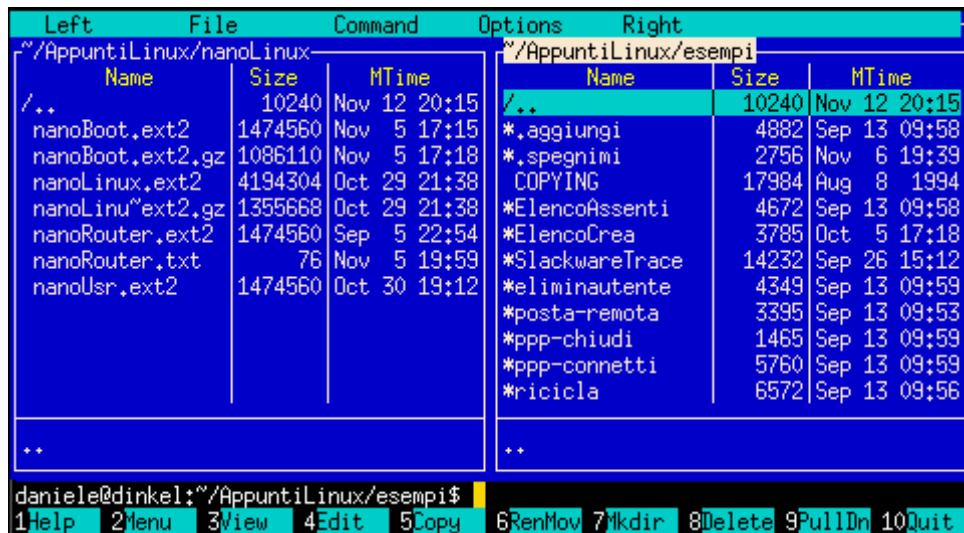 Left File Command Options Right
~/AppuntiLinux/nanoLinux ~/AppuntiLinux/esempi
Name Size MTime Name Size MTime
/.. 10240 Nov 12 20:15 /.. 10240 Nov 12 20:15
nanoBoot.ext2 1474560 Nov 5 17:15 *.aggiungi 4882 Sep 13 09:58
nanoBoot.ext2.gz 1086110 Nov 5 17:18 *.spegnimi 2756 Nov 6 19:39
nanoLinux.ext2 4194304 Oct 29 21:38 COPYING 17984 Aug 8 1994
nanoLinu~ext2.gz 1355668 Oct 29 21:38 *ElencoAssenti 4672 Sep 13 09:58
nanoRouter.ext2 1474560 Sep 5 22:54 *ElencoCrea 3785 Oct 5 17:18
nanoRouter.txt 76 Nov 5 19:59 *SlackwareTrace 14232 Sep 26 15:12
nanoUsr.ext2 1474560 Oct 30 19:12 *eliminautente 4349 Sep 13 09:59
*posta-remota 3395 Sep 13 09:53
*ppp-chiudi 1465 Sep 13 09:59
*ppp-connetti 5760 Sep 13 09:59
*ricicla 6572 Sep 13 09:56
.. ..
daniele@dinkel:~/AppuntiLinux/esempi$
1Help 2Menu 3View 4Edit 5Copy 6RenMov 7Mkdir 8Delete 9PullDn 10Quit